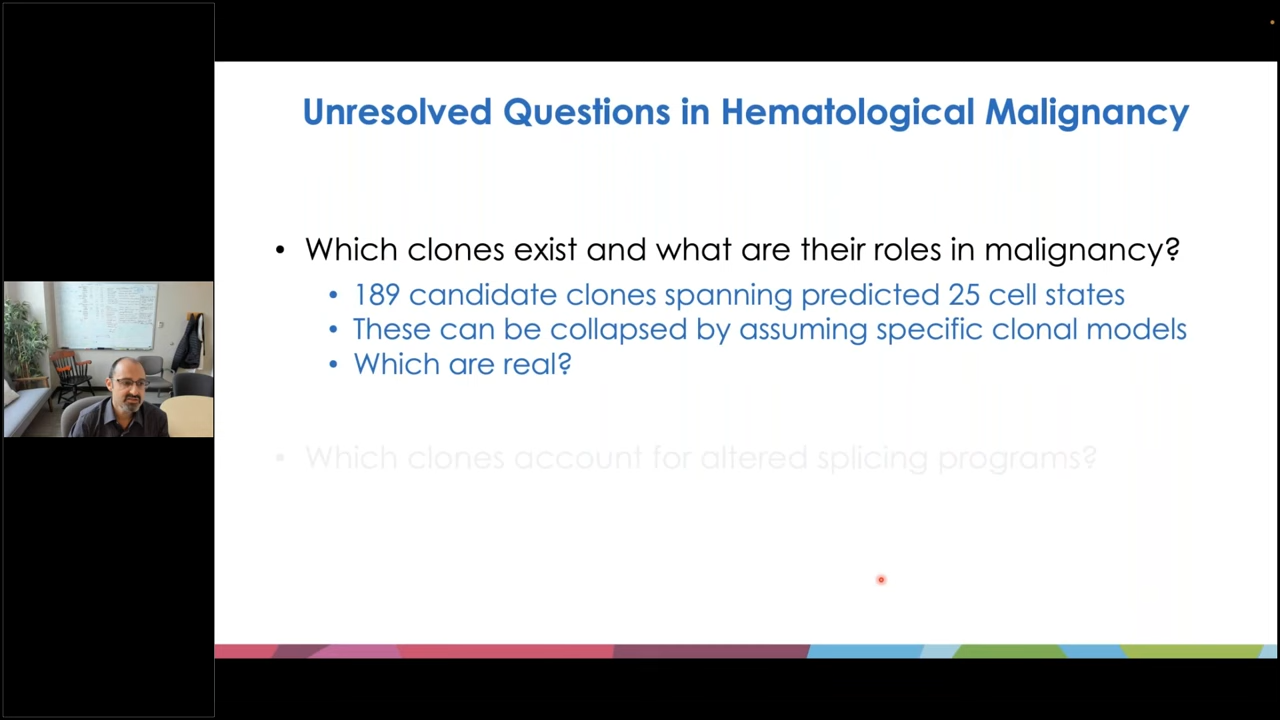 Unresolved Questions in Hematological Malignancy
• Which clones exist and what are their roles in malignancy?
• 189 candidate clones spanning predicted 25 cell states
• These can be collapsed by assuming specific clonal models
• Which are real?
• Which clones account for altered splicing programs?